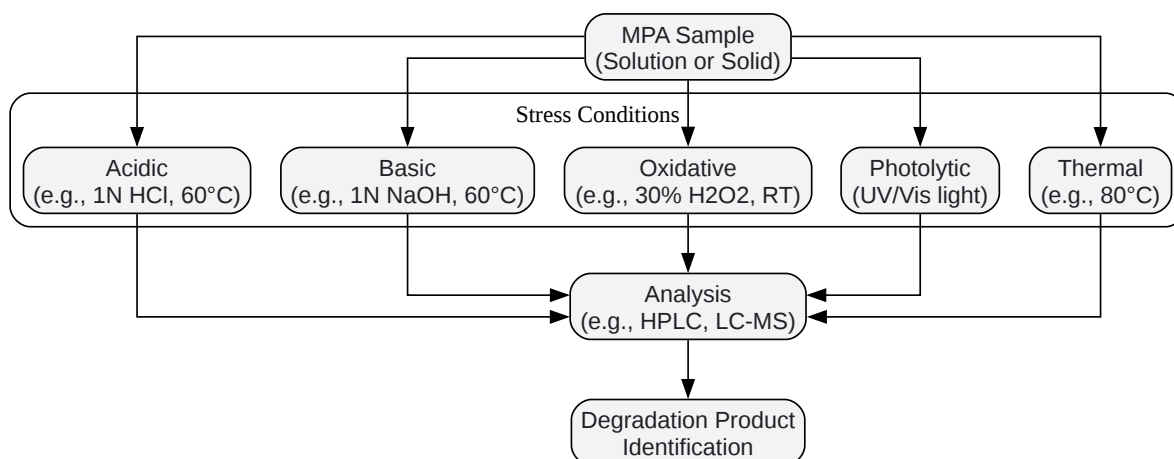 MPA Sample
(Solution or Solid)
Stress Conditions
Acidic
(e.g., 1N HCl, 60°C)
Basic
(e.g., 1N NaOH, 60°C)
Oxidative
(e.g., 30% H2O2, RT)
Photolytic
(UV/Vis light)
Thermal
(e.g., 80°C)
Analysis
(e.g., HPLC, LC-MS)
Degradation Product
Identification